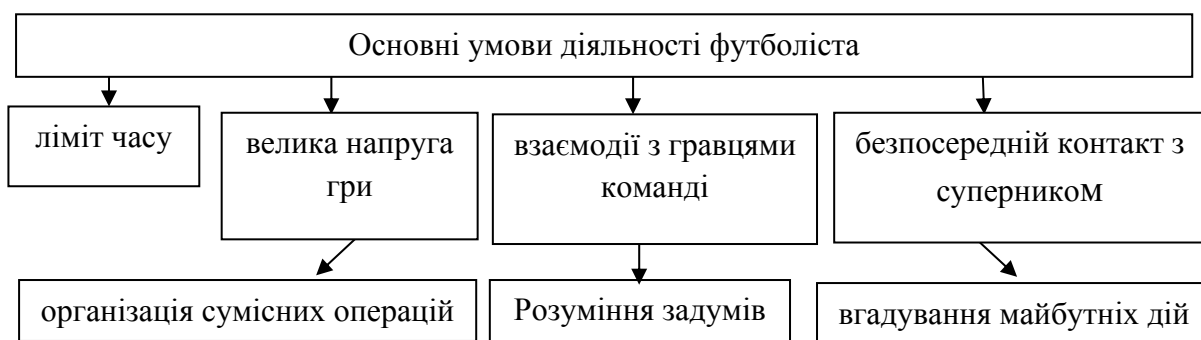 Основні умови діяльності футболіста
ліміт часу
велика напруга
гри
взаємодії з гравцями
команді
безпосередній контакт з
суперником
організація сумісних операцій
Розуміння задумів
вгадування майбутніх дій